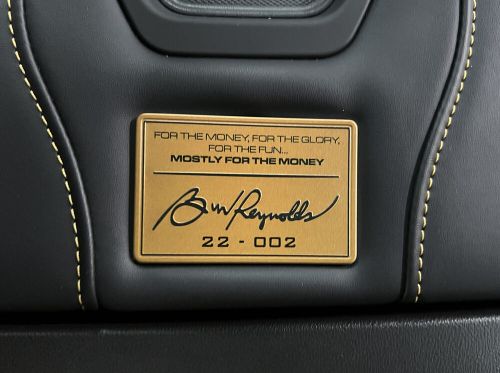 FOR THE MONEY, FOR THE GLORY,
FOR THE FUN...
MOSTLY FOR THE MONEY
Burt Reynolds
22 - 002